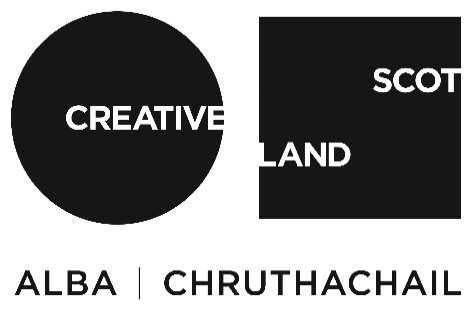 CREATIVE
SCOT
LAND
ALBA | CHRUTHACHAIL